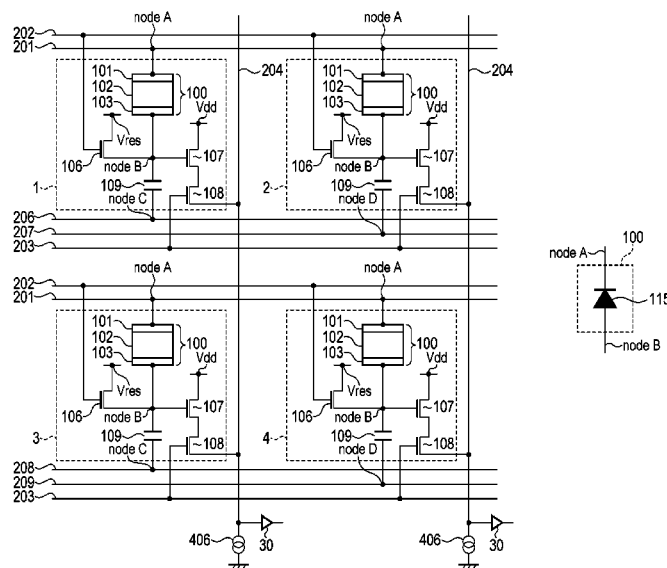 node A node A
202
201
204 204
101 101
102 100 102 100
103 103
Vdd Vdd
Vres Vres
106 node B 107 106 node B 107
1 109 108 2 109 108
206 node C node D
207
203
node A 100
115
node B
202 node A node A
201
101 101
102 100 102 100
103 103
Vdd Vdd
Vres Vres
106 node B 107 106 node B 107
3 109 108 4 109 108
208 node C node D
209
203
406 30 406 30